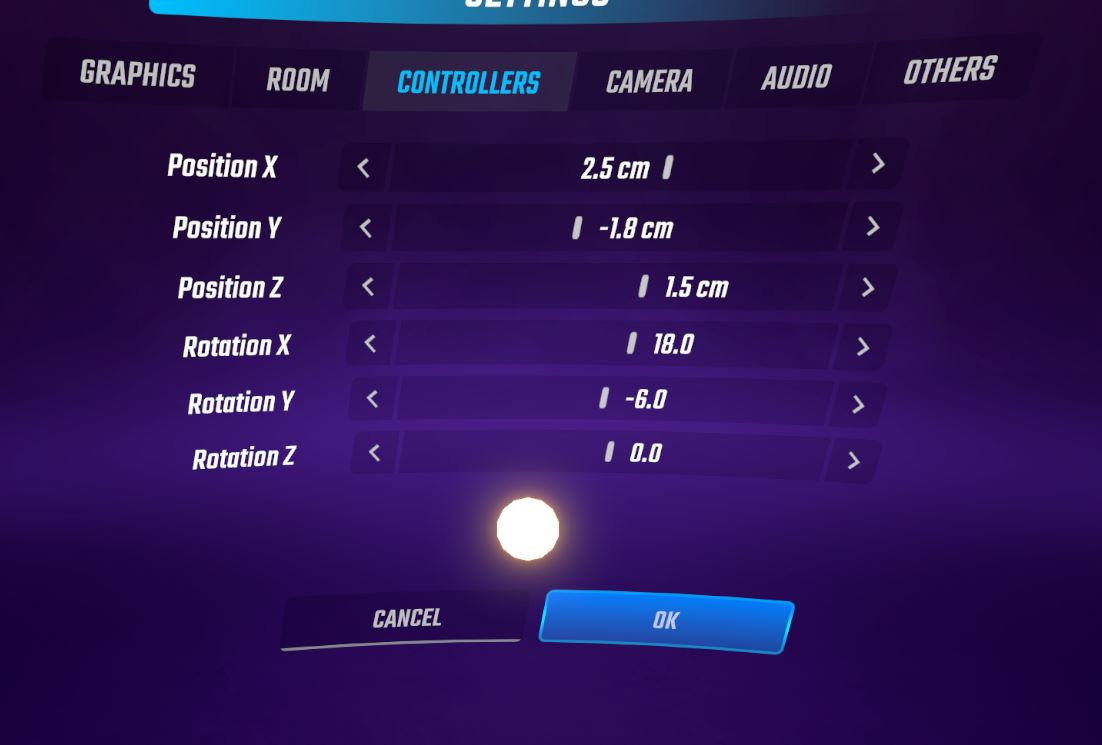 SETTINGS
GRAPHICS ROOM CONTROLLERS CAMERA AUDIO OTHERS
Position X 2.5 cm
Position Y -1.8 cm
Position Z 1.5 cm
Rotation X 18.0
Rotation Y -6.0
Rotation Z 0.0
CANCEL OK